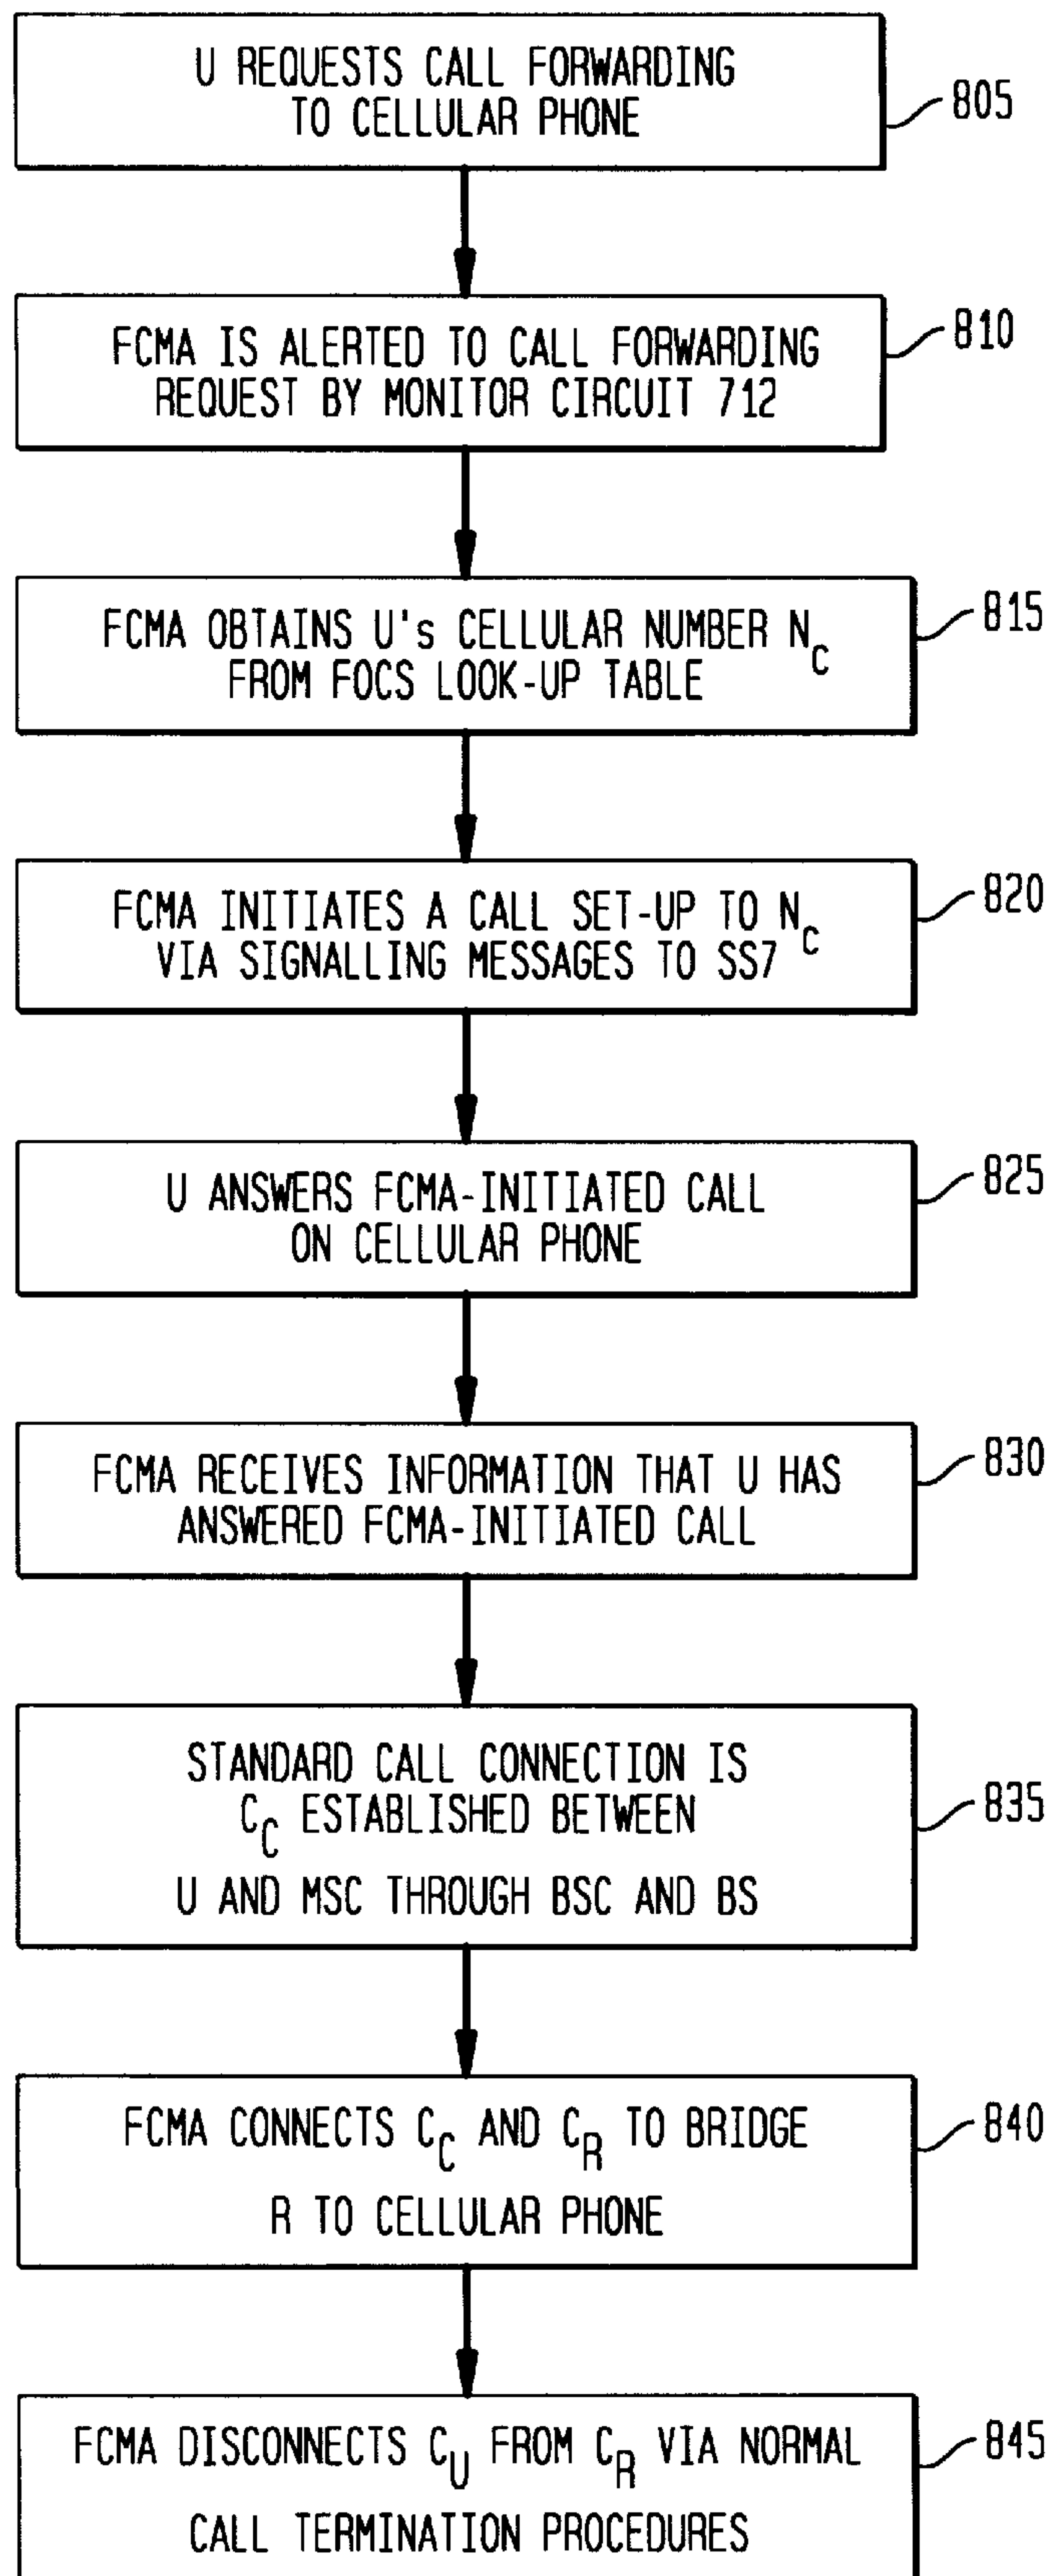 U REQUESTS CALL FORWARDING
TO CELLULAR PHONE
805
FCMA IS ALERTED TO CALL FORWARDING
REQUEST BY MONITOR CIRCUIT 712
810
FCMA OBTAINS U's CELLULAR NUMBER NC
FROM FOCS LOOK-UP TABLE
815
FCMA INITIATES A CALL SET-UP TO NC
VIA SIGNALLING MESSAGES TO SS7
820
U ANSWERS FCMA-INITIATED CALL
ON CELLULAR PHONE
825
FCMA RECEIVES INFORMATION THAT U HAS
ANSWERED FCMA-INITIATED CALL
830
STANDARD CALL CONNECTION IS
CC ESTABLISHED BETWEEN
U AND MSC THROUGH BSC AND BS
835
FCMA CONNECTS CC AND CR TO BRIDGE
R TO CELLULAR PHONE
840
FCMA DISCONNECTS CU FROM CR VIA NORMAL
CALL TERMINATION PROCEDURES
845